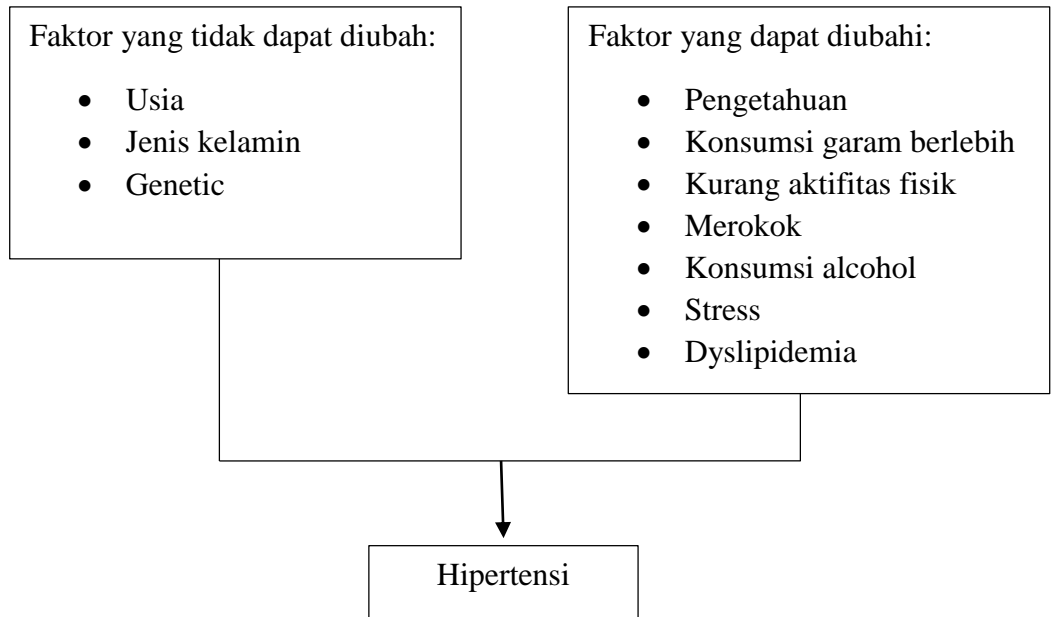 Faktor yang tidak dapat diubah:
• Usia
• Jenis kelamin
• Genetic
Faktor yang dapat diubahi:
• Pengetahuan
• Konsumsi garam berlebih
• Kurang aktifitas fisik
• Merokok
• Konsumsi alcohol
• Stress
• Dyslipidemia
Hipertensi